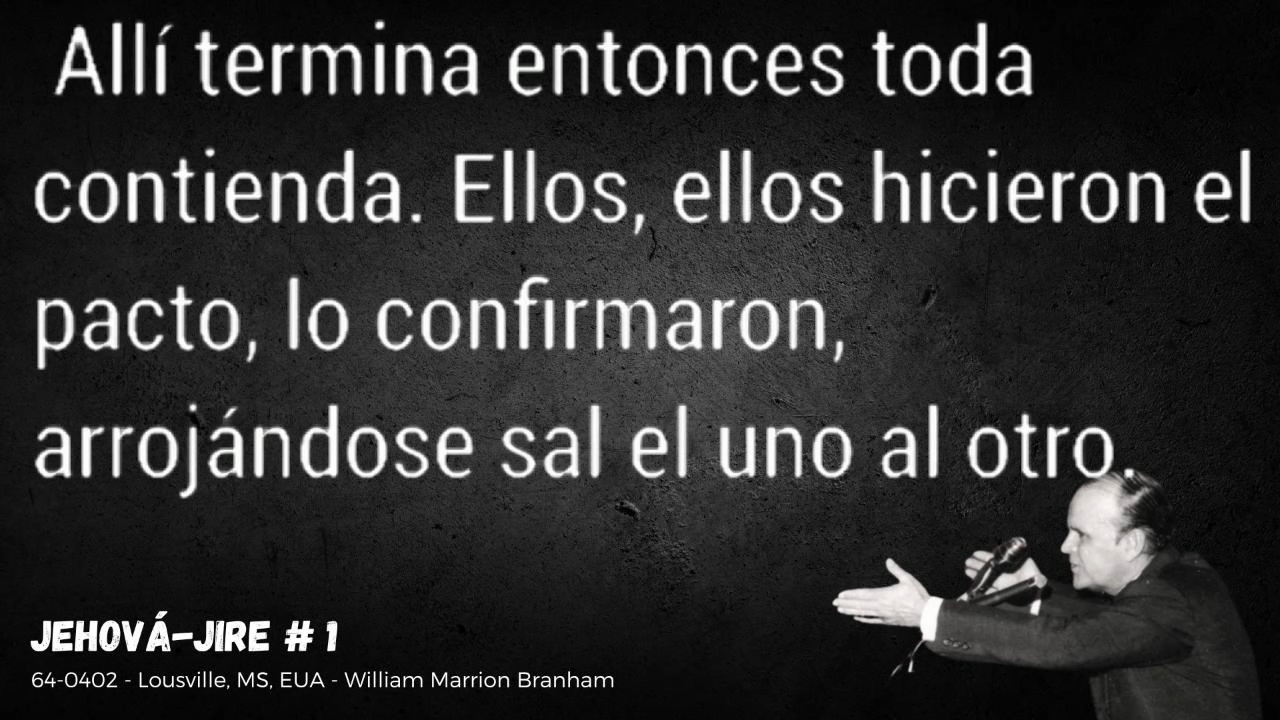 Allí termina entonces toda
contienda. Ellos, ellos hicieron el
pacto, lo confirmaron,
arrojándose sal el uno al otro.
JEHOVÁ-JIRE # 1
64-0402 - Lousville, MS, EUA - William Marrion Branham